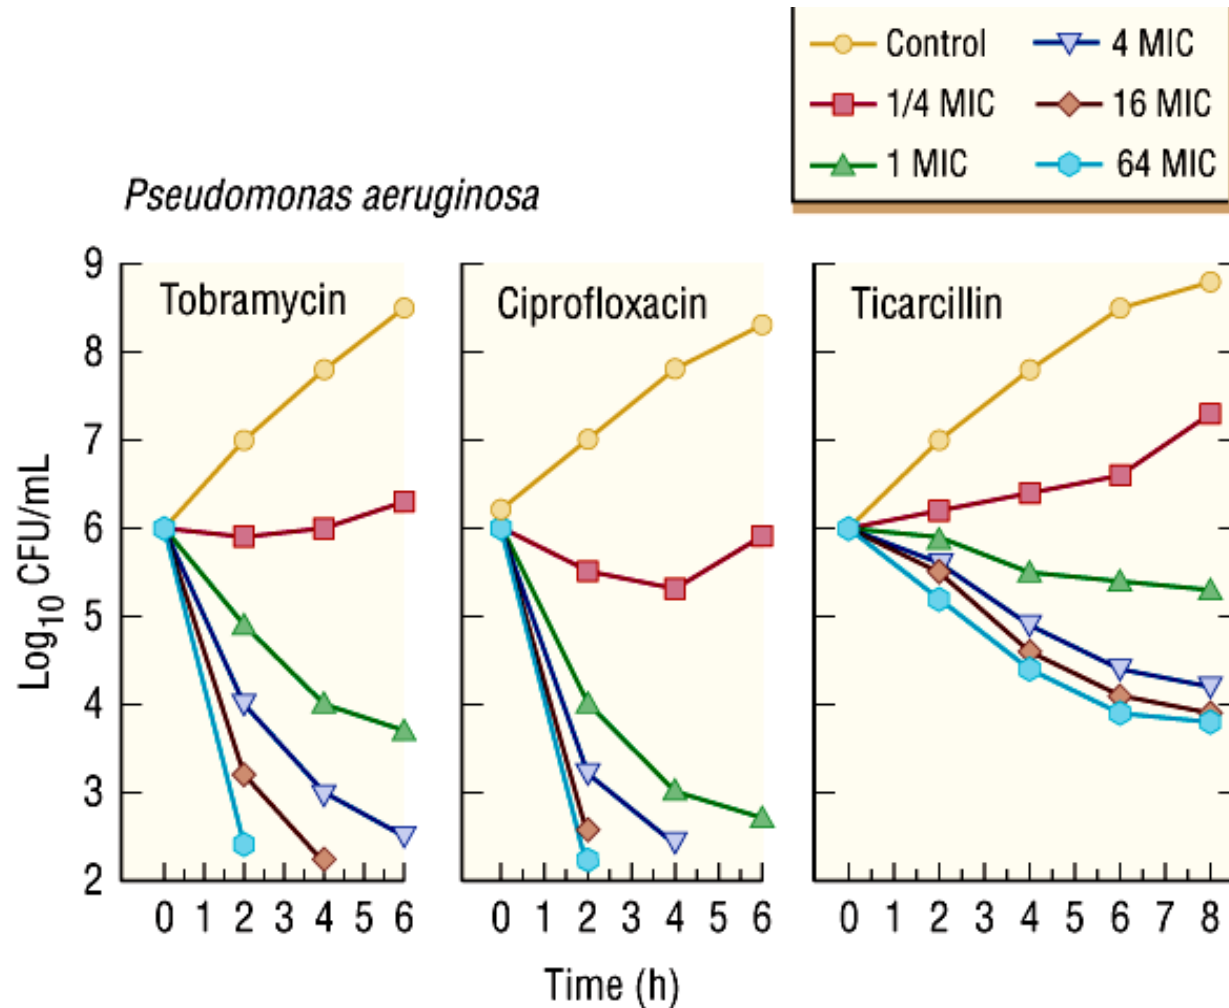 Control
4 MIC
1/4 MIC
16 MIC
1 MIC
64 MIC
Pseudomonas aeruginosa
Tobramycin
Ciprofloxacin
Ticarcillin
Log10 CFU/mL
9
8
7
6
5
4
3
2
0 1 2 3 4 5 6
0 1 2 3 4 5 6
0 1 2 3 4 5 6 7 8
Time (h)